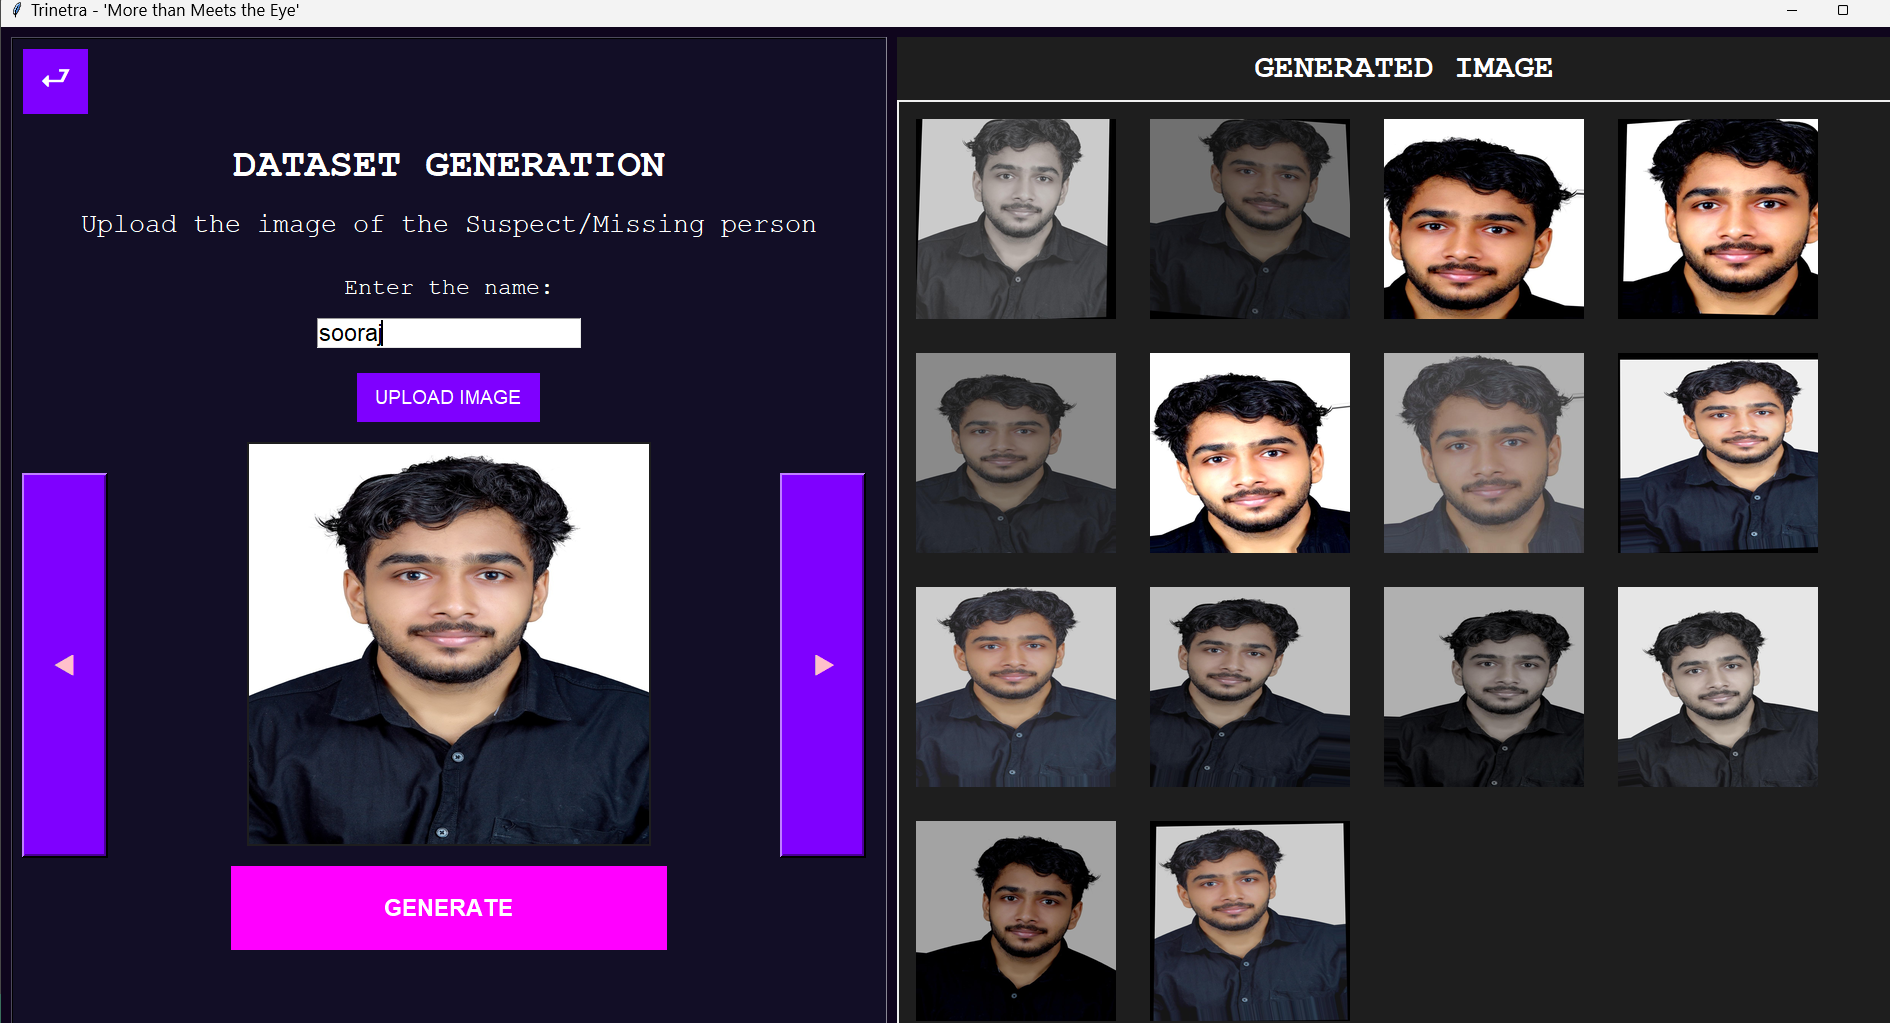 Trinetra - 'More than Meets the Eye'
DATASET GENERATION
Upload the image of the Suspect/Missing person
Enter the name:
sooraj
UPLOAD IMAGE
GENERATE
GENERATED IMAGE